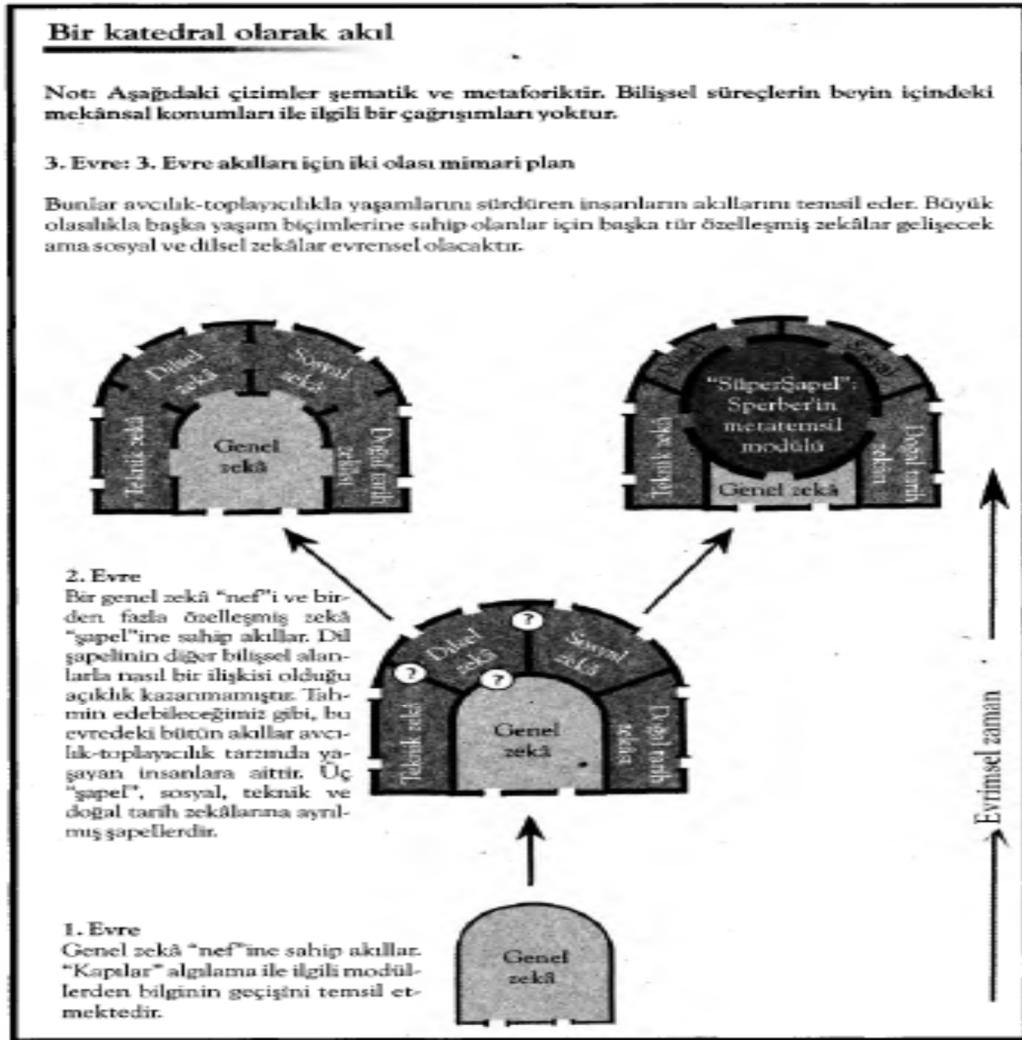 Bir katedral olarak akıl
Not: Aşağıdaki çizimler şematik ve metaforiktir. Bilişsel süreçlerin beyin içindeki
mekânsal konumları ile ilgili bir çağrışımları yoktur.
3. Evre: 3. Evre akılları için iki olası mimari plan
Bunlar avcılık-toplayıcılıkla yaşamlarını sürdüren insanların akıllarını temsil eder. Büyük
olasılıkla başka yaşam biçimlerine sahip olanlar için başka tür özelleşmiş zekâlar gelişecek
ama sosyal ve dilsel zekâlar evrensel olacaktır.
Dilsel
zekâ
Sosyal
zekâ
Teknik zekâ
Genel
zekâ
Doğal tarih
zekâsı
Dilsel
Sosyal
"SüperŞapel":
Sperber'in
metatemsil
modülü
Teknik zekâ
Genel zekâ
Doğal tarih
zekâsı
2. Evre
Bir genel zekâ "nef"i ve bir-
den fazla özelleşmiş zekâ
"şapel"ine sahip akıllar. Dil
şapelinin diğer bilişsel alan-
larla nasıl bir ilişkisi olduğu
açıklık kazanmamıştır. Tah-
min edebileceğimiz gibi, bu
evredeki bütün akıllar avcı-
lık-toplayıcılık tarzında ya-
şayan insanlara aittir. Üç
"şapel", sosyal, teknik ve
doğal tarih zekâlarına ayrıl-
mış şapellerdir.
?
Dilsel
zekâ
Sosyal
zekâ
?
?
Teknik zekâ
Genel
zekâ
Doğal tarih
zekâsı
Evrimsel zaman
1. Evre
Genel zekâ "nef"ine sahip akıllar.
"Kapılar" algılama ile ilgili modül-
lerden bilginin geçişini temsil et-
mektedir.
Genel
zekâ